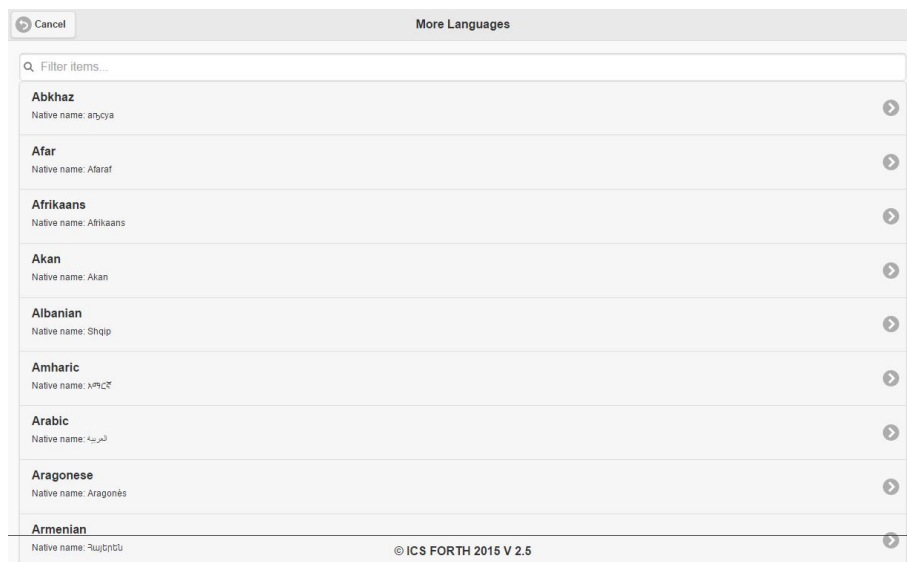 Cancel
More Languages
Filter items...
Abkhaz
Native name: аҧсуа
Afar
Native name: Afaraf
Afrikaans
Native name: Afrikaans
Akan
Native name: Akan
Albanian
Native name: Shqip
Amharic
Native name: አማርኛ
Arabic
Native name: العربية
Aragonese
Native name: Aragonés
Armenian
Native name: Հայերեն
© ICS FORTH 2015 V 2.5